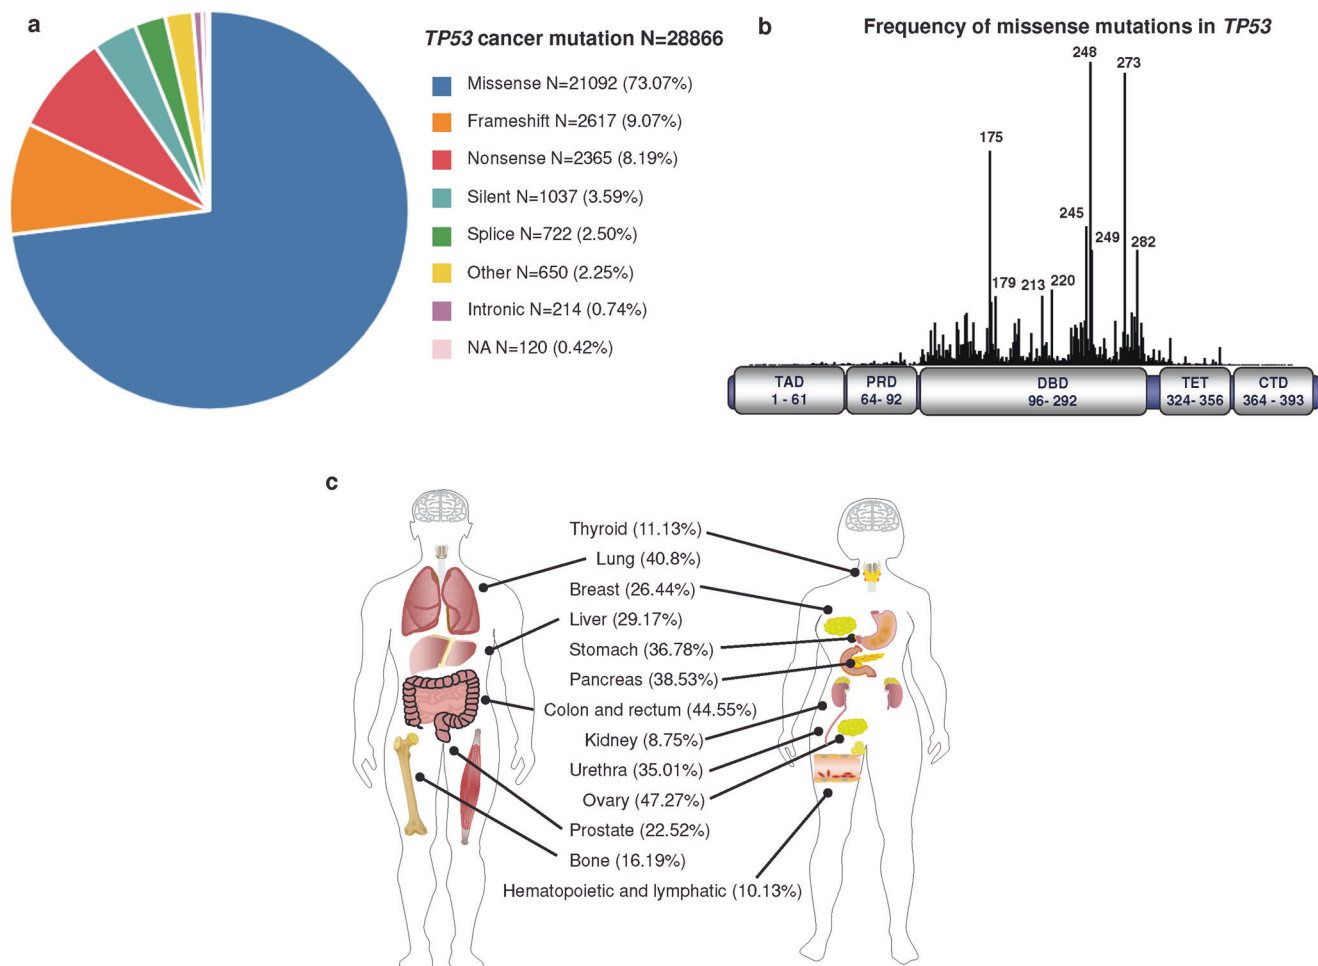 a
TP53 cancer mutation N=28866
Missense N=21092 (73.07%)
Frameshift N=2617 (9.07%)
Nonsense N=2365 (8.19%)
Silent N=1037 (3.59%)
Splice N=722 (2.50%)
Other N=650 (2.25%)
Intronic N=214 (0.74%)
NA N=120 (0.42%)
b
Frequency of missense mutations in TP53
248
273
175
245
249
282
179
213
220
TAD
1 - 61
PRD
64- 92
DBD
96- 292
TET
324- 356
CTD
364 - 393
c
Thyroid (11.13%)
Lung (40.8%)
Breast (26.44%)
Liver (29.17%)
Stomach (36.78%)
Pancreas (38.53%)
Colon and rectum (44.55%)
Kidney (8.75%)
Urethra (35.01%)
Ovary (47.27%)
Prostate (22.52%)
Bone (16.19%)
Hematopoietic and lymphatic (10.13%)